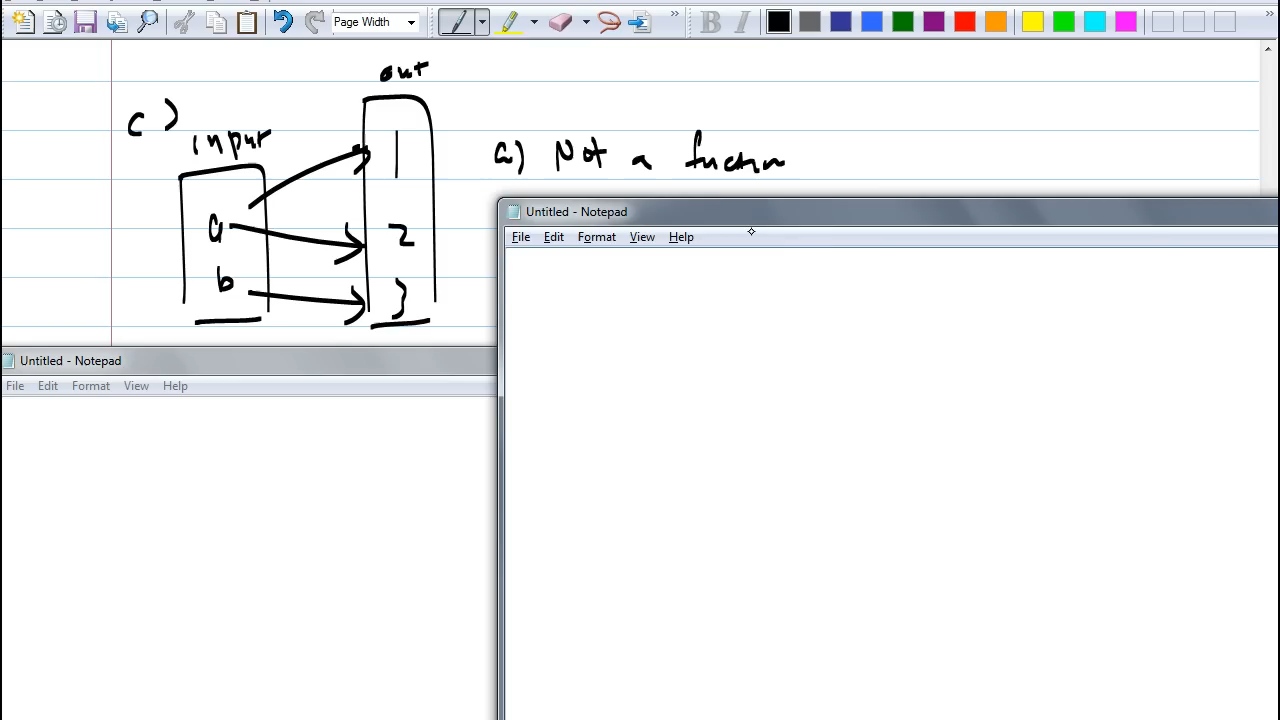 Page Width
B I
out
c)
input
a) Not a function
1
a
2
b
3
Untitled - Notepad
File Edit Format View Help
Untitled - Notepad
File Edit Format View Help